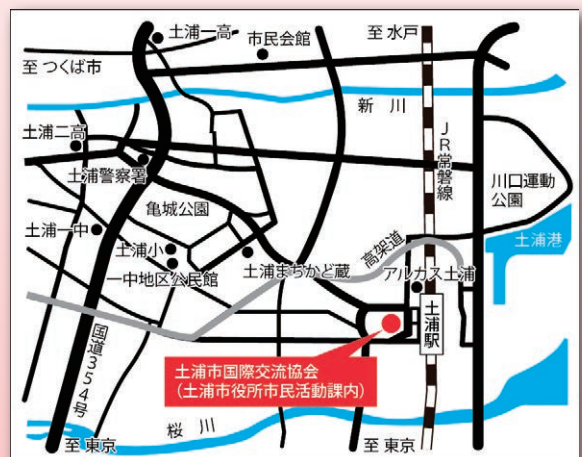 土浦一高
市民会館
至 水戸
至 つくば市
新 川
JR常磐線
土浦二高
土浦警察署
川口運動
公園
亀城公園
土浦一中
土浦小
一中地区公民館
土浦まちかど蔵
高架道
アルカス土浦
土浦港
土浦駅
国道354号
土浦市国際交流協会
（土浦市役所市民活動課内）
桜 川
至 東京
至 東京